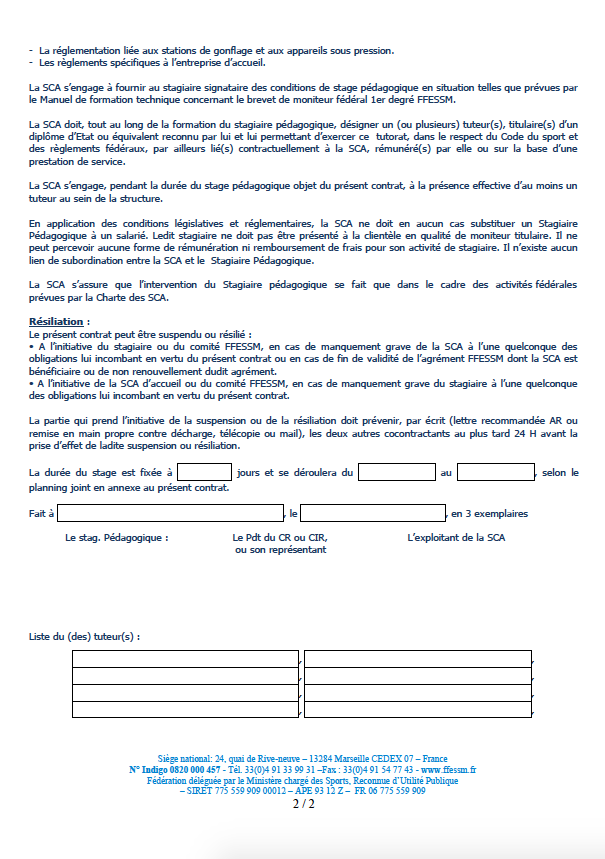 - La réglementation liée aux stations de gonflage et aux appareils sous pression.
- Les règles spécifiques à l'entreprise d'accueil.
La SCA s'engage à fournir au stagiaire signataire des conditions de stage pédagogique en situation telles que prévues par
le Manuel de formation technique concernant le brevet de moniteur fédéral 1er degré FFESSM.
La SCA doit, tout au long de la formation du stagiaire pédagogique, désigner un (ou plusieurs) tuteur(s), titulaire(s) d'un
diplôme d'Etat ou équivalent reconnu par lui et lui permettant d'exercer ce tutorat, dans le respect du Code du sport et
des règlements fédéraux, par ailleurs lié(s) contractuellement à la SCA, rémunéré(s) par elle ou sur la base d'une
prestation de service.
La SCA s'engage, pendant la durée du stage pédagogique objet du présent contrat, à la présence effective d'au moins un
tuteur au sein de la structure.
En application des conditions législatives et réglementaires, la SCA ne doit en aucun cas substituer un Stagiaire
Pédagogique à un salarié. Ledit stagiaire ne doit pas être présenté à la clientèle en qualité de moniteur titulaire. Il ne
peut percevoir aucune forme de rémunération ni remboursement de frais pour son activité de stagiaire. Il n'existe aucun
lien de subordination entre la SCA et le Stagiaire Pédagogique.
La SCA s'assure que l'intervention du Stagiaire pédagogique se fait que dans le cadre des activités fédérales
prévues par la Charte des SCA.
Résiliation :
Le présent contrat peut être suspendu ou résilié :
• A l'initiative du stagiaire ou du comité FFESSM, en cas de manquement grave de la SCA à l'une quelconque des
obligations lui incombant en vertu du présent contrat ou en cas de fin de validité de l'agrément FFESSM dont la SCA est
bénéficiaire ou de non renouvellement dudit agrément.
• A l'initiative de la SCA d'accueil ou du comité FFESSM, en cas de manquement grave du stagiaire à l'une quelconque
des obligations lui incombant en vertu du présent contrat.
La partie qui prend l'initiative de la suspension ou de la résiliation doit prévenir, par écrit (lettre recommandée AR ou
remise en main propre contre décharge, télécopie ou mail), les deux autres cocontractants au plus tard 24 H avant la
prise d'effet de ladite suspension ou résiliation.
La durée du stage est fixée à jours et se déroulera du au , selon le
planning joint en annexe au présent contrat.
Fait à , le , en 3 exemplaires
Le stag. Pédagogique : Le Pdt du CR ou CIR, L'exploitant de la SCA
ou son représentant
Liste du (des) tuteur(s) :
, ,
, ,
, ,
, ,
Siège national: 24, quai de Rive-neuve – 13284 Marseille CEDEX 07 – France
N° Indigo 0820 000 457 - Tél. 33(0)4 91 33 99 31 –Fax : 33(0)4 91 54 77 43 - www.ffessm.fr
Fédération déléguée par le Ministère chargé des Sports, Reconnue d'Utilité Publique
– SIRET 775 559 909 00012 – APE 93 12 Z – FR 06 775 559 909
2 / 2